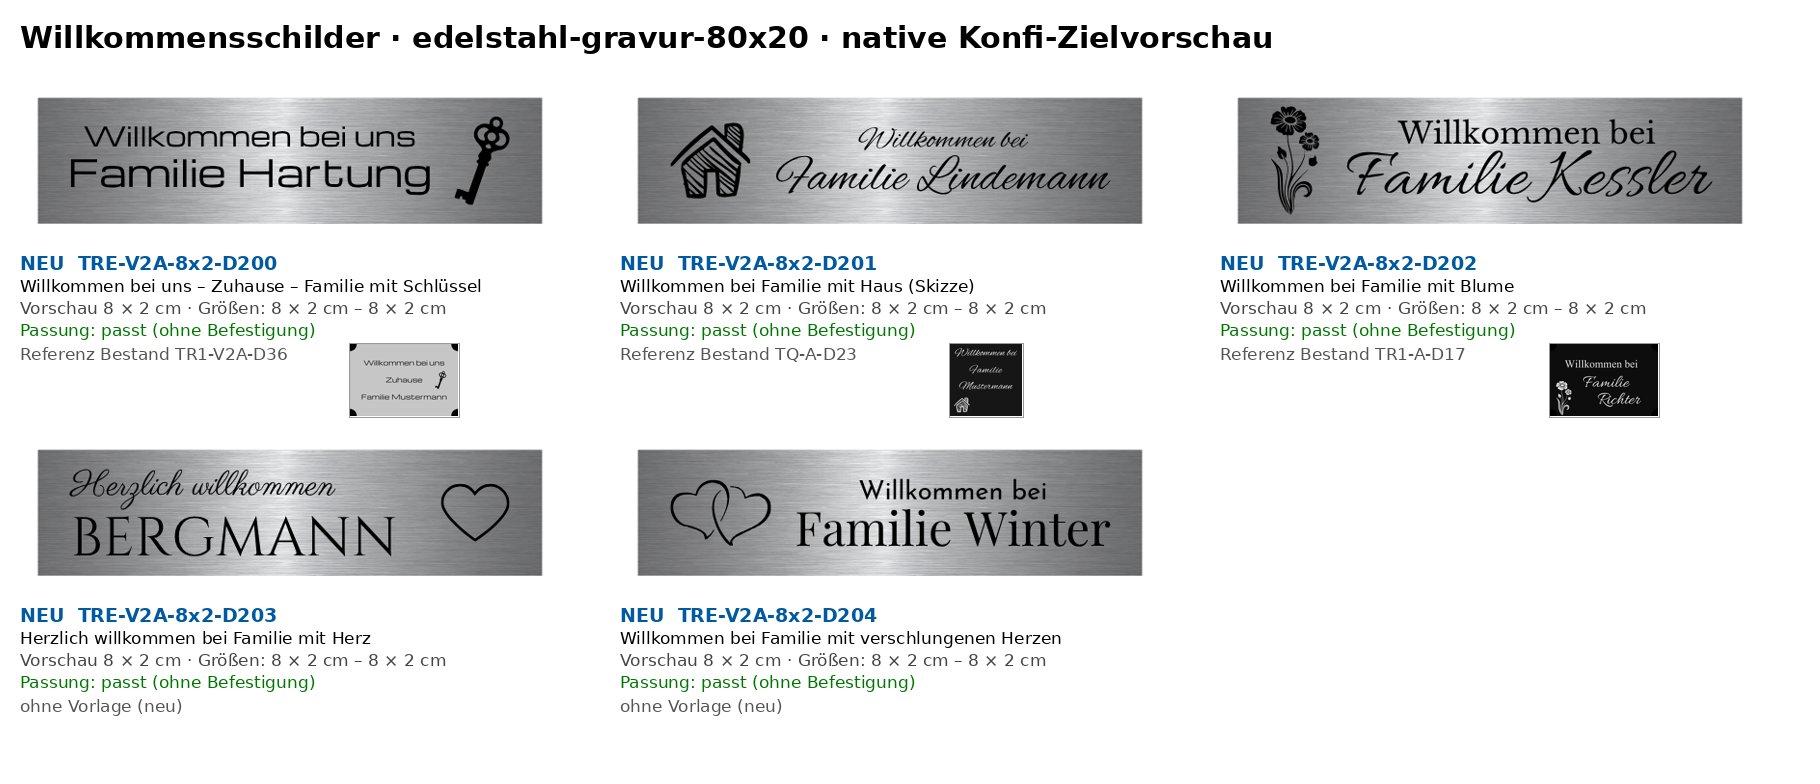 Willkommensschilder · edelstahl-gravur-80x20 · native Konfi-Zielvorschau
Willkommen bei uns
Familie Hartung
NEU TRE-V2A-8x2-D200
Willkommen bei uns – Zuhause – Familie mit Schlüssel
Vorschau 8 × 2 cm · Größen: 8 × 2 cm – 8 × 2 cm
Passung: passt (ohne Befestigung)
Referenz Bestand TR1-V2A-D36
Willkommen bei uns
Zuhause
Familie Mustermann
Willkommen bei
Familie Lindemann
NEU TRE-V2A-8x2-D201
Willkommen bei Familie mit Haus (Skizze)
Vorschau 8 × 2 cm · Größen: 8 × 2 cm – 8 × 2 cm
Passung: passt (ohne Befestigung)
Referenz Bestand TQ-A-D23
Willkommen bei
Familie
Mustermann
Willkommen bei
Familie Kessler
NEU TRE-V2A-8x2-D202
Willkommen bei Familie mit Blume
Vorschau 8 × 2 cm · Größen: 8 × 2 cm – 8 × 2 cm
Passung: passt (ohne Befestigung)
Referenz Bestand TR1-A-D17
Willkommen bei
Familie
Richter
Herzlich willkommen
BERGMANN
NEU TRE-V2A-8x2-D203
Herzlich willkommen bei Familie mit Herz
Vorschau 8 × 2 cm · Größen: 8 × 2 cm – 8 × 2 cm
Passung: passt (ohne Befestigung)
ohne Vorlage (neu)
Willkommen bei
Familie Winter
NEU TRE-V2A-8x2-D204
Willkommen bei Familie mit verschlungenen Herzen
Vorschau 8 × 2 cm · Größen: 8 × 2 cm – 8 × 2 cm
Passung: passt (ohne Befestigung)
ohne Vorlage (neu)